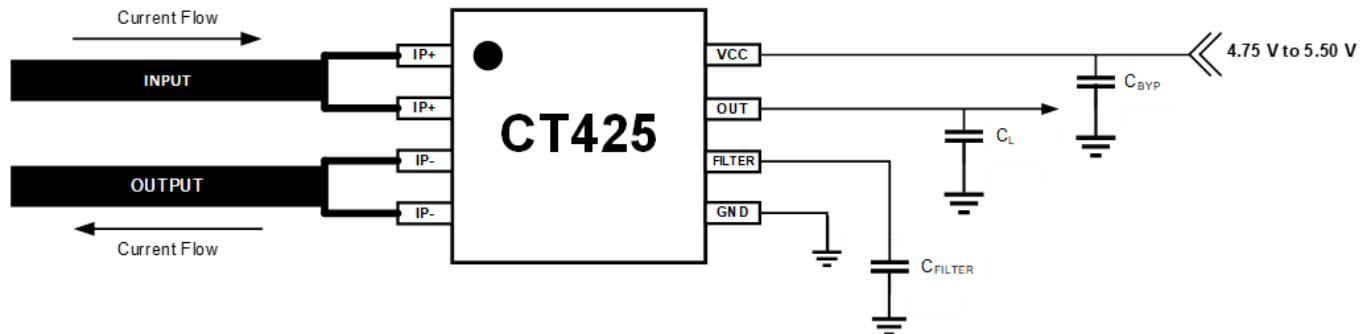 Current Flow
INPUT
OUTPUT
Current Flow
IP+
IP+
IP-
IP-
CT425
VCC
OUT
FILTER
GND
4.75 V to 5.50 V
CBYP
CL
CFILTER